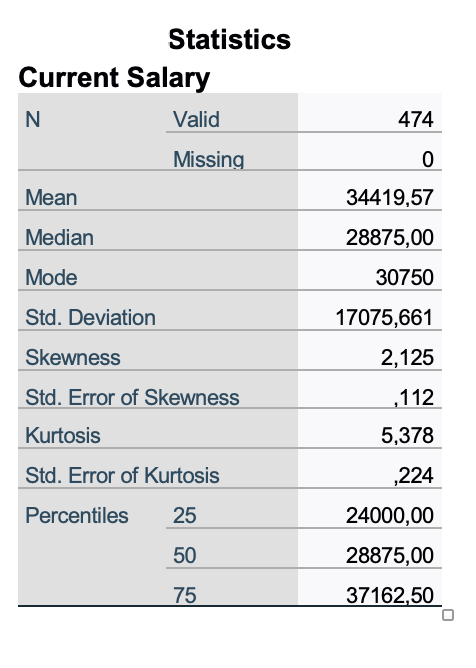 Statistics
Current Salary
N Valid 474
Missing 0
Mean 34419,57
Median 28875,00
Mode 30750
Std. Deviation 17075,661
Skewness 2,125
Std. Error of Skewness ,112
Kurtosis 5,378
Std. Error of Kurtosis ,224
Percentiles 25 24000,00
50 28875,00
75 37162,50